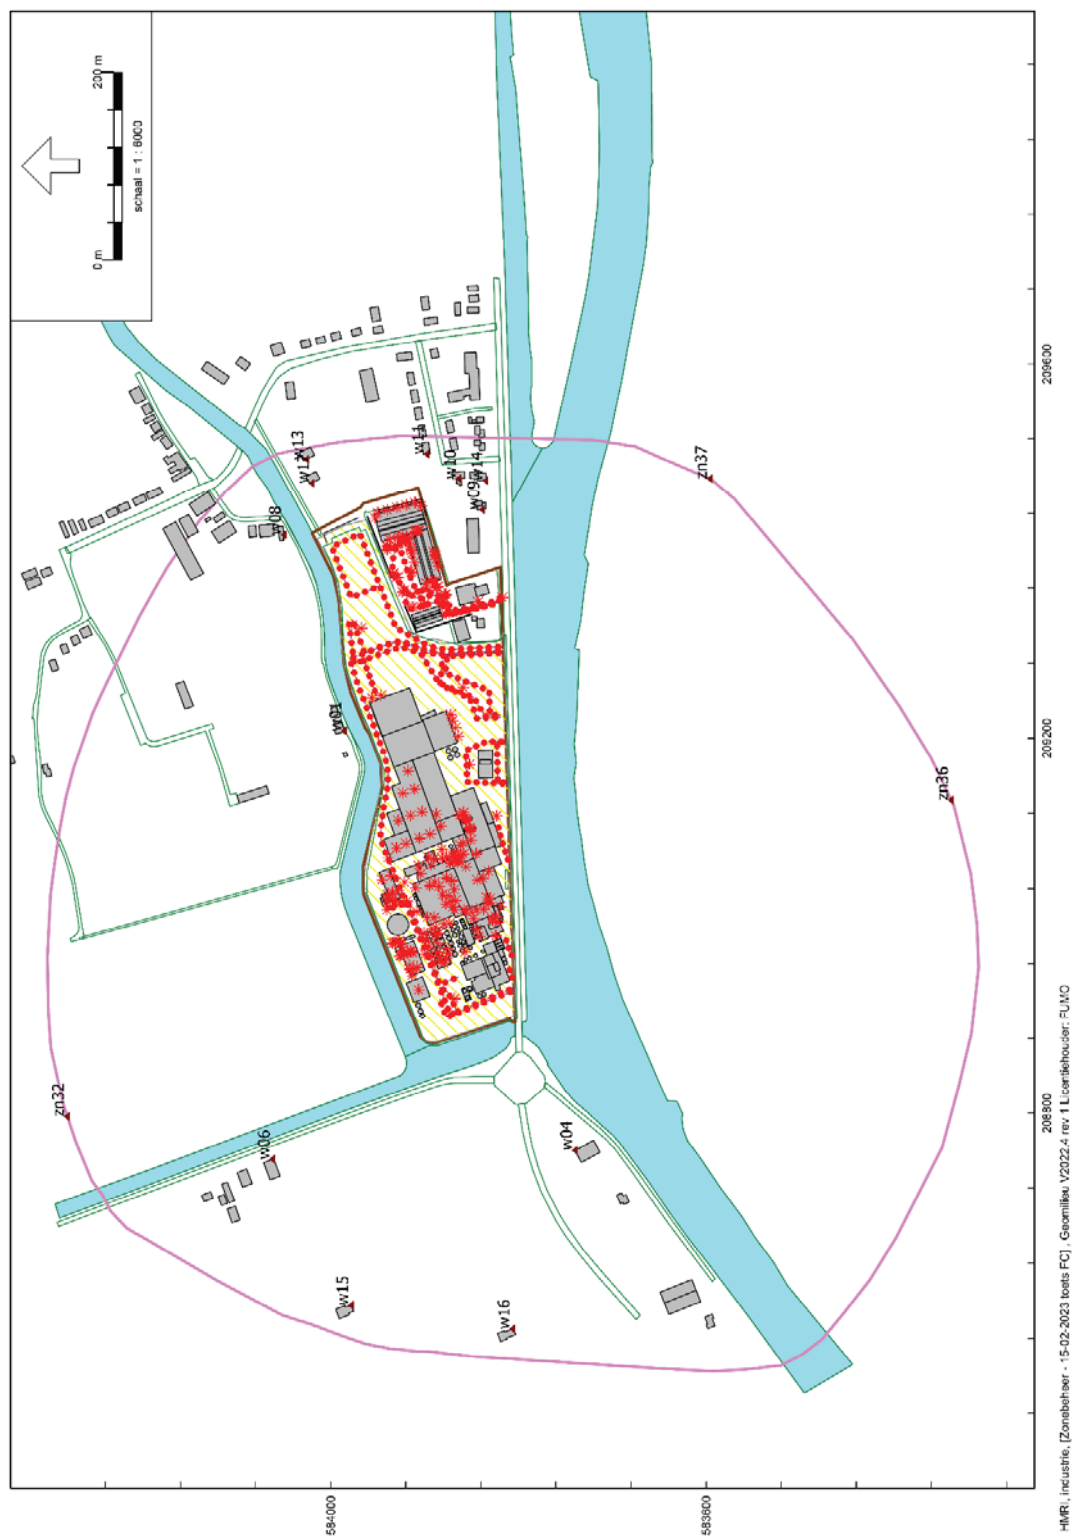 0 m
200 m
schaal = 1 : 6000
zn32
w06
w15
w16
w04
w08
w12
w13
w11
w10
w14
w09
zn37
zn36
584000
583600
208800
209200
209600
HMRI, industrie, [Zonebeheer - 15-02-2023 toets FC] , Geomilieu V2022.4 rev 1 Licentiehouder: FUMO